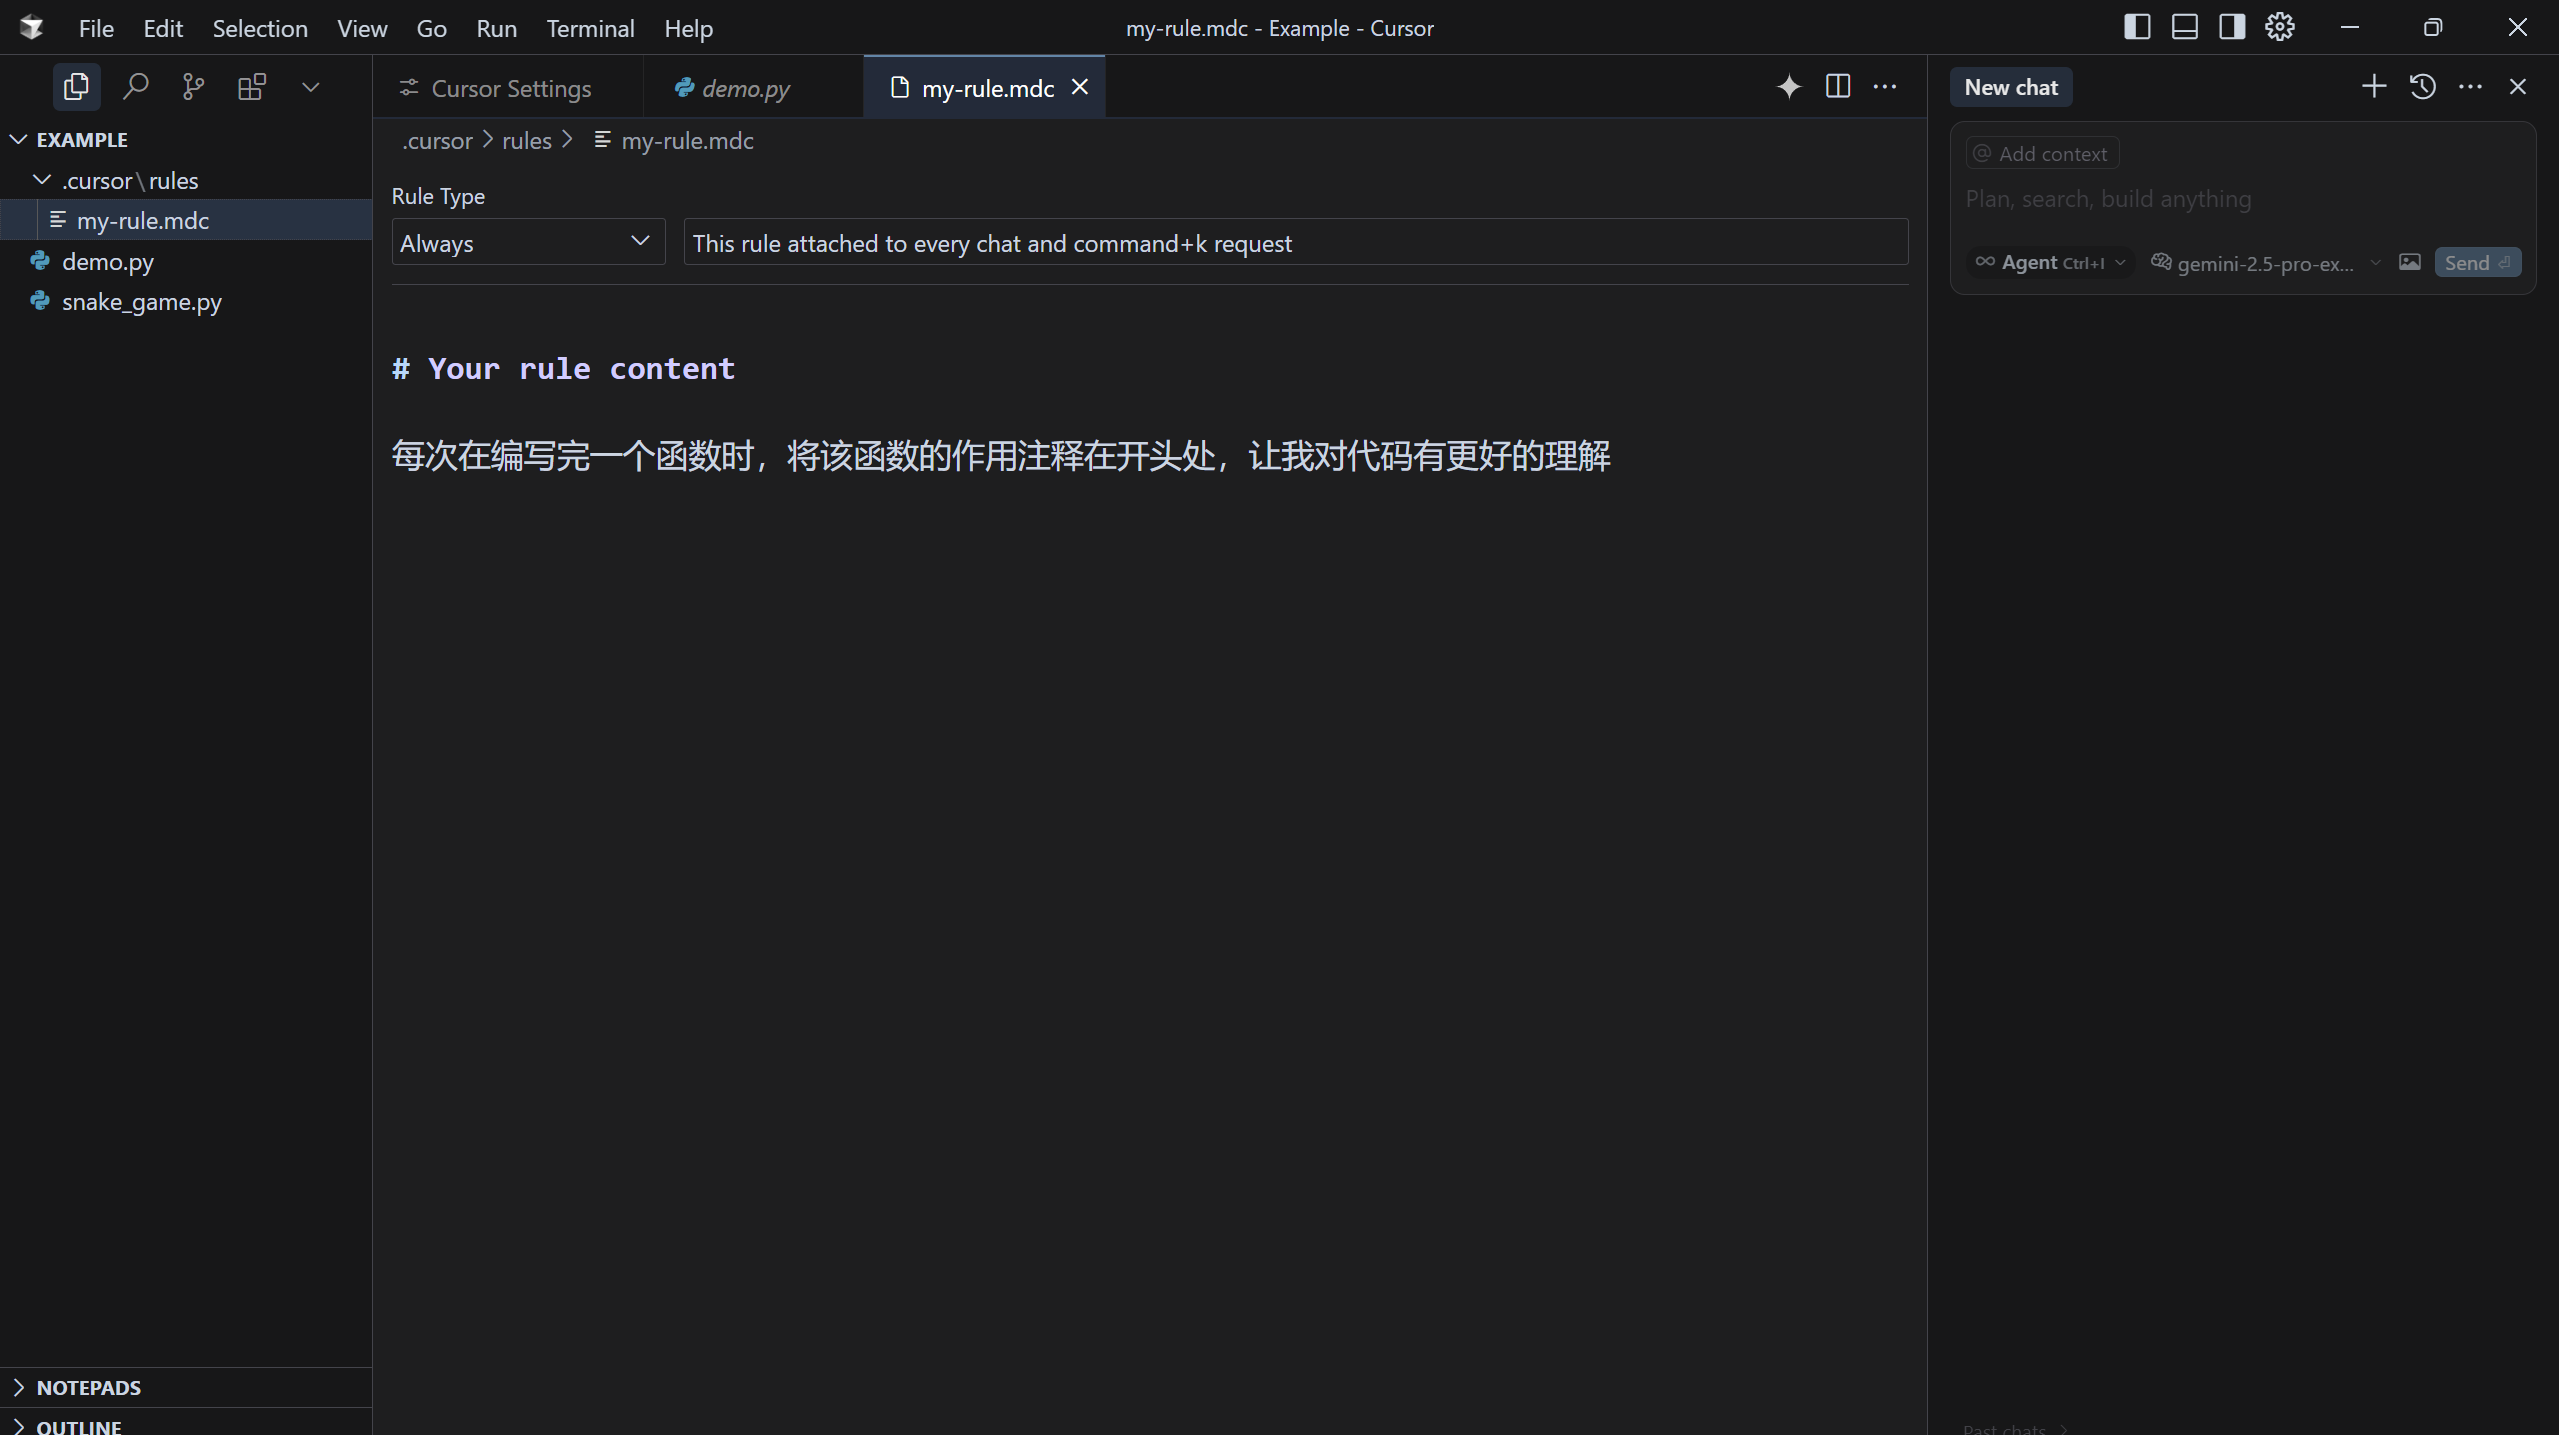 File Edit Selection View Go Run Terminal Help
my-rule.mdc - Example - Cursor
EXAMPLE
.cursor\rules
my-rule.mdc
demo.py
snake_game.py
NOTEPADS
OUTLINE
Cursor Settings
demo.py
my-rule.mdc
.cursor > rules > my-rule.mdc
Rule Type
Always
This rule attached to every chat and command+k request
# Your rule content
每次在编写完一个函数时，将该函数的作用注释在开头处，让我对代码有更好的理解
New chat
@ Add context
Plan, search, build anything
∞ Agent Ctrl+I gemini-2.5-pro-ex... Send ⏎
Past chats >